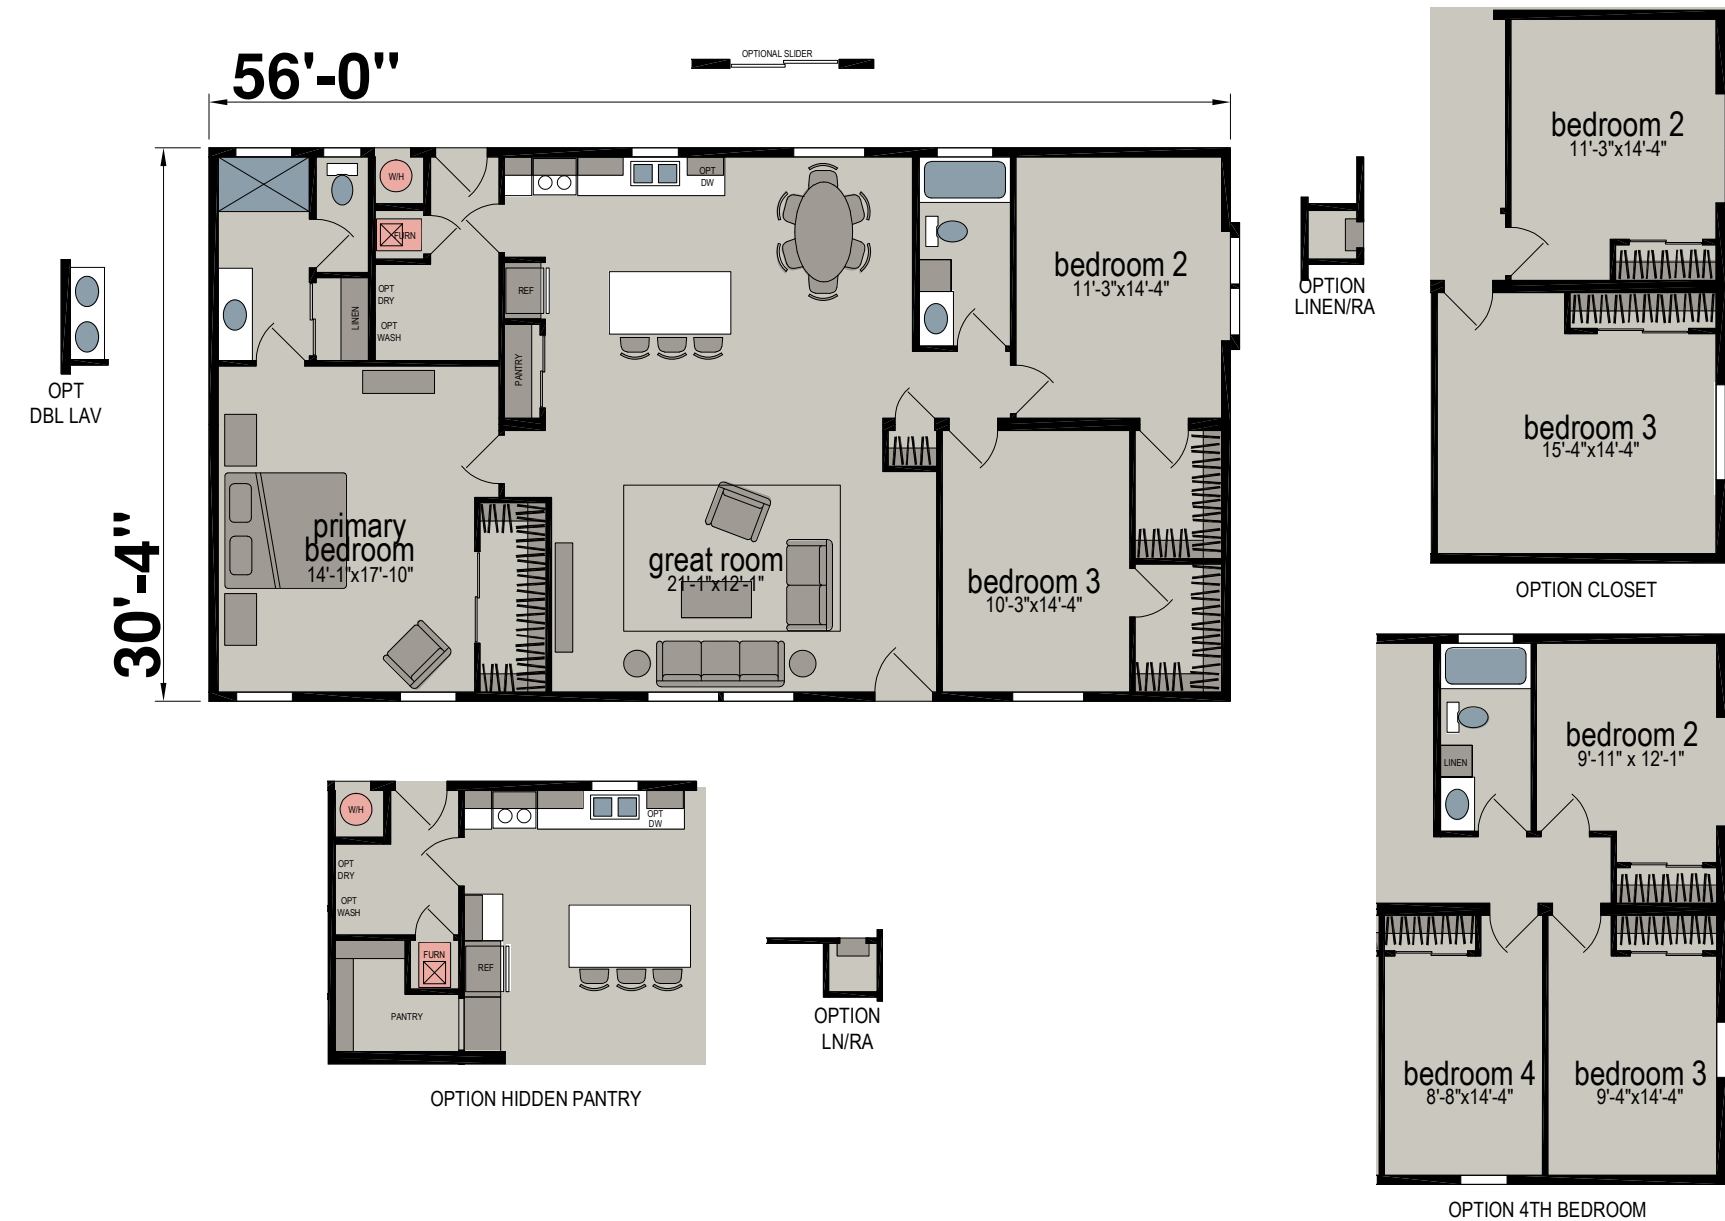 56'-0"
OPTIONAL SLIDER
30'-4"
W/H
FURN
OPT
DRY
OPT
WASH
LINEN
OPT
DW
REF
PANTRY
bedroom 2
11'-3"x14'-4"
primary
bedroom
14'-1"x17'-10"
great room
21'-1"x12'-1"
bedroom 3
10'-3"x14'-4"
OPT
DBL LAV
OPTION
LINEN/RA
bedroom 2
11'-3"x14'-4"
bedroom 3
15'-4"x14'-4"
OPTION CLOSET
W/H
OPT
DRY
OPT
WASH
FURN
PANTRY
REF
OPT
DW
OPTION HIDDEN PANTRY
OPTION
LN/RA
LINEN
bedroom 2
9'-11" x 12'-1"
bedroom 4
8'-8"x14'-4"
bedroom 3
9'-4"x14'-4"
OPTION 4TH BEDROOM